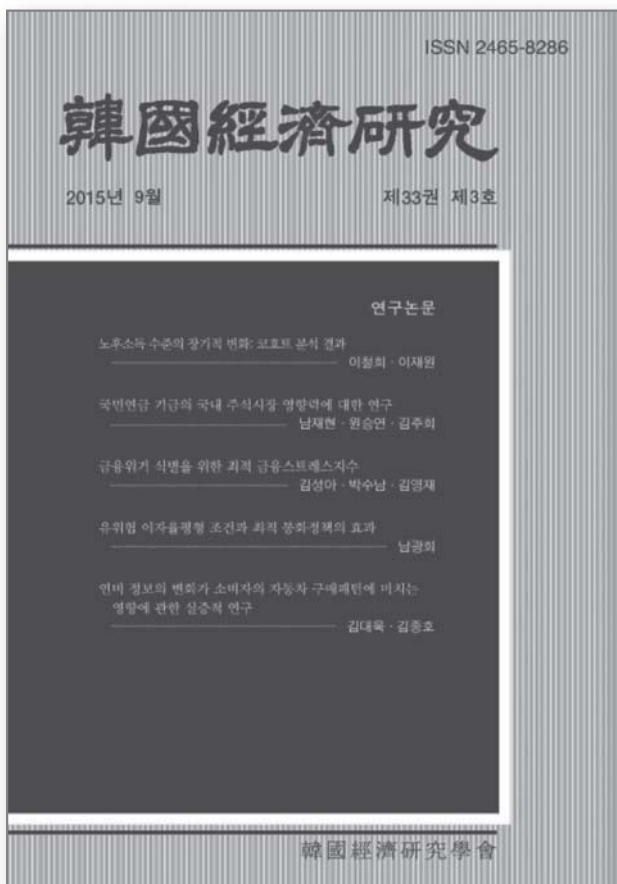 ISSN 2465-8286
韓國經濟研究
2015년 9월 제33권 제3호
연구논문
노후소득 수준의 장기적 변화: 코호트 분석 결과
이철희 · 이재원
국민연금 기금의 국내 주식시장 영향력에 대한 연구
남재현 · 원승연 · 김주희
금융위기 식별을 위한 최적 금융스트레스지수
김성아 · 박수남 · 김영재
유위험 이자율평형 조건과 최적 통화정책의 효과
남광희
연비 정보의 변화가 소비자의 자동차 구매패턴에 미치는
영향에 관한 실증적 연구
김대욱 · 김종호
韓國經濟研究學會